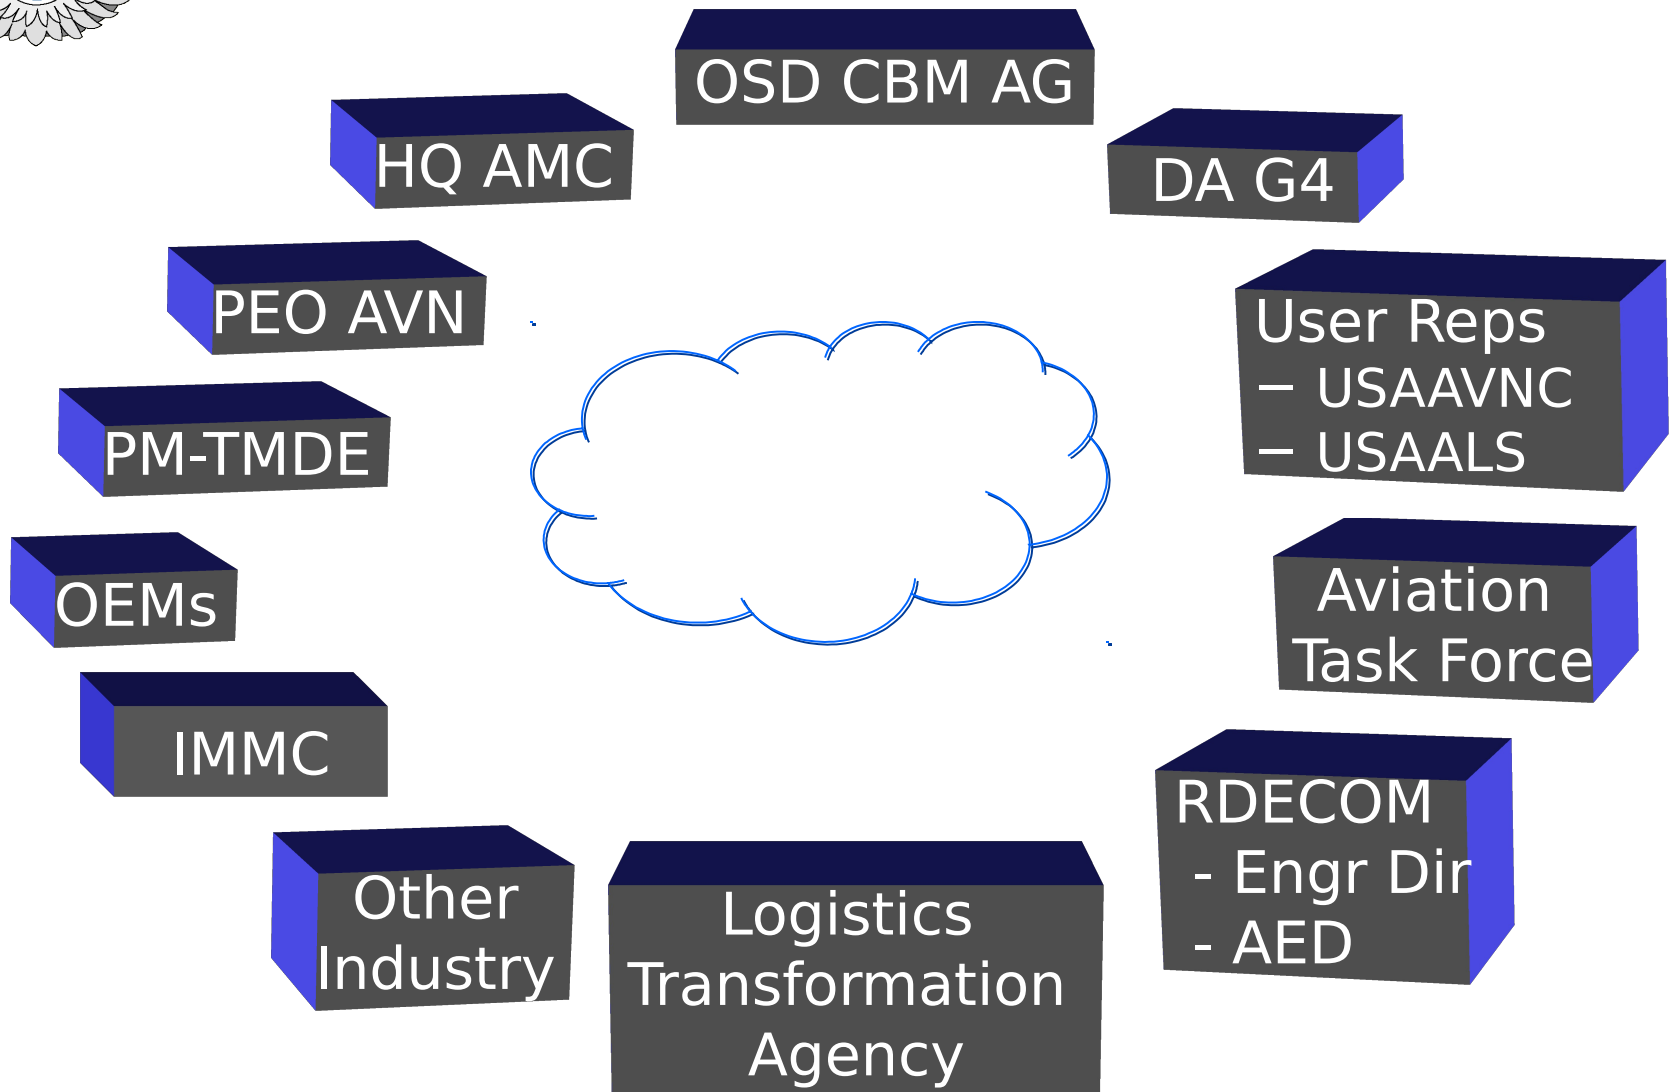 OSD CBM AG
HQ AMC
DA G4
PEO AVN
User Reps
– USAAVNC
– USAALS
PM-TMDE
Aviation
Task Force
OEMs
IMMC
RDECOM
- Engr Dir
- AED
Other
Industry
Logistics
Transformation
Agency